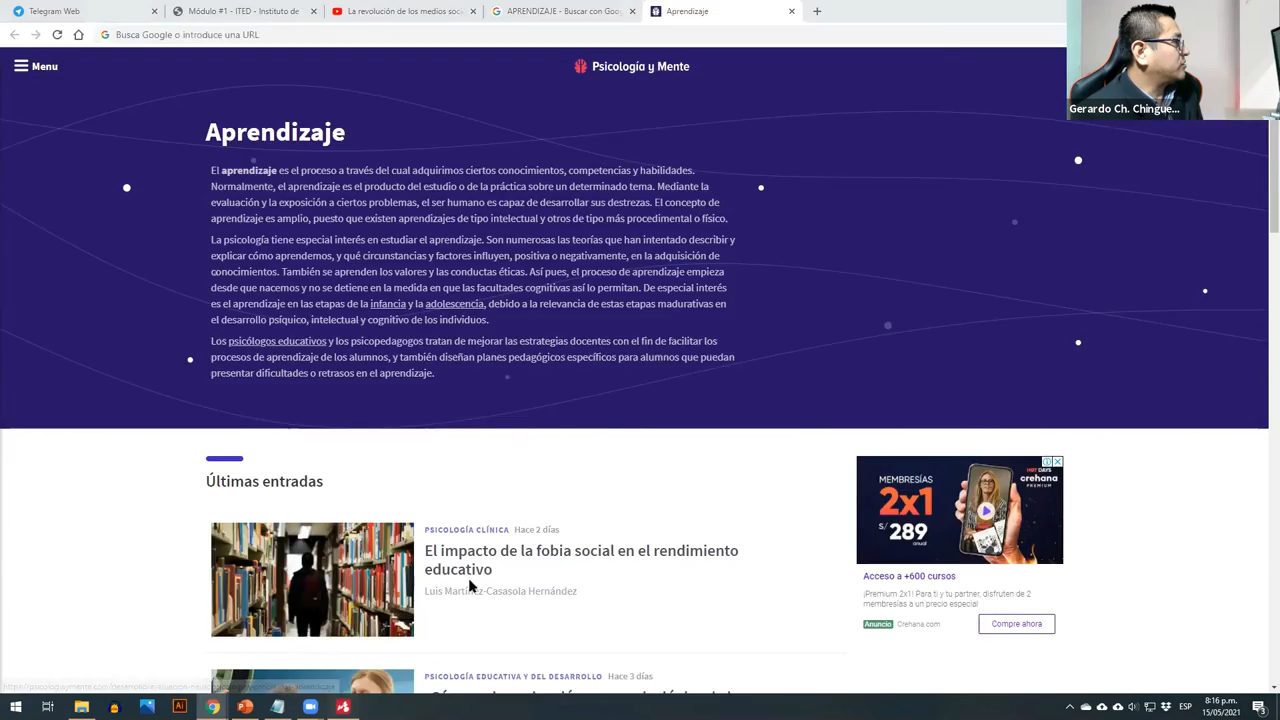 Telegram Web
Módulo #1 - ITED - Instituto de
La revolución de los medios soci
APRENDIZAJE - Buscar con Goog
Aprendizaje
Busca Google o introduce una URL
Menu
Psicología y Mente
Gerardo Ch. Chingue...
Aprendizaje
El aprendizaje es el proceso a través del cual adquirimos ciertos conocimientos, competencias y habilidades.
Normalmente, el aprendizaje es el producto del estudio o de la práctica sobre un determinado tema. Mediante la
evaluación y la exposición a ciertos problemas, el ser humano es capaz de desarrollar sus destrezas. El concepto de
aprendizaje es amplio, puesto que existen aprendizajes de tipo intelectual y otros de tipo más procedimental o físico.
La psicología tiene especial interés en estudiar el aprendizaje. Son numerosas las teorías que han intentado describir y
explicar cómo aprendemos, y qué circunstancias y factores influyen, positiva o negativamente, en la adquisición de
conocimientos. También se aprenden los valores y las conductas éticas. Así pues, el proceso de aprendizaje empieza
desde que nacemos y no se detiene en la medida en que las facultades cognitivas así lo permitan. De especial interés
es el aprendizaje en las etapas de la infancia y la adolescencia, debido a la relevancia de estas etapas madurativas en
el desarrollo psíquico, intelectual y cognitivo de los individuos.
Los psicólogos educativos y los psicopedagogos tratan de mejorar las estrategias docentes con el fin de facilitar los
procesos de aprendizaje de los alumnos, y también diseñan planes pedagógicos específicos para alumnos que puedan
presentar dificultades o retrasos en el aprendizaje.
Últimas entradas
PSICOLOGÍA CLÍNICA Hace 2 días
El impacto de la fobia social en el rendimiento
educativo
Luis Martínez-Casasola Hernández
PSICOLOGÍA EDUCATIVA Y DEL DESARROLLO Hace 3 días
MEMBRESÍAS
2x1
S/ 289
anual
HOT DAYS
crehana
PREMIUM
Acceso a +600 cursos
¡Premium 2x1! Para ti y tu partner, disfruten de 2
membresías a un precio especial
Anuncio Crehana.com
Compre ahora
ESP
8:16 p.m.
15/05/2021